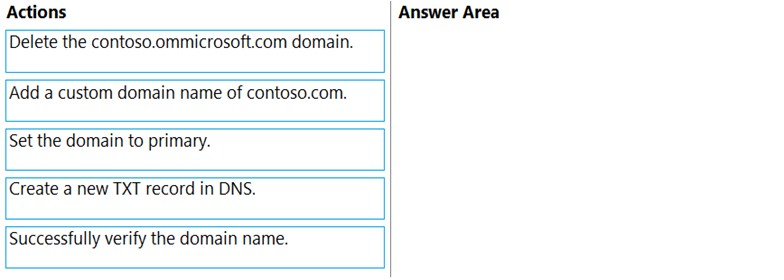 Actions
Answer Area
Delete the contoso.ommicrosoft.com domain.
Add a custom domain name of contoso.com.
Set the domain to primary.
Create a new TXT record in DNS.
Successfully verify the domain name.